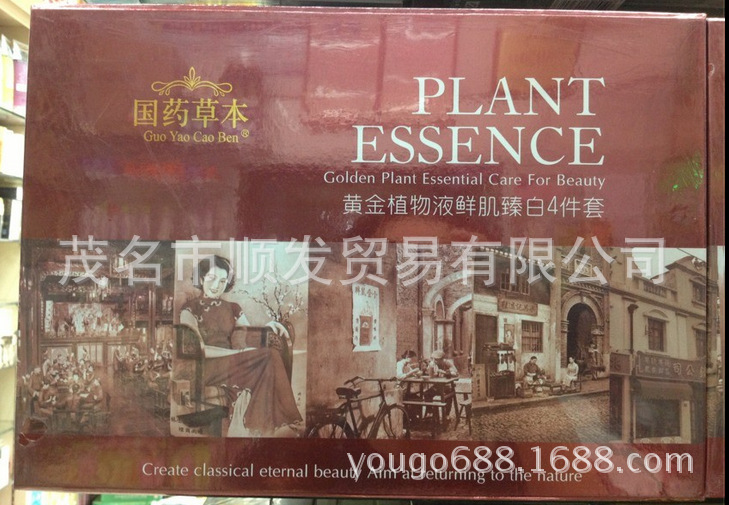 国药草本
Guo Yao Cao Ben®
PLANT
ESSENCE
Golden Plant Essential Care For Beauty
黄金植物液鲜肌臻白4件套
茂名市顺发贸易有限公司
Create classical eternal beauty Aim at returning to the nature
yougo688.1688.com